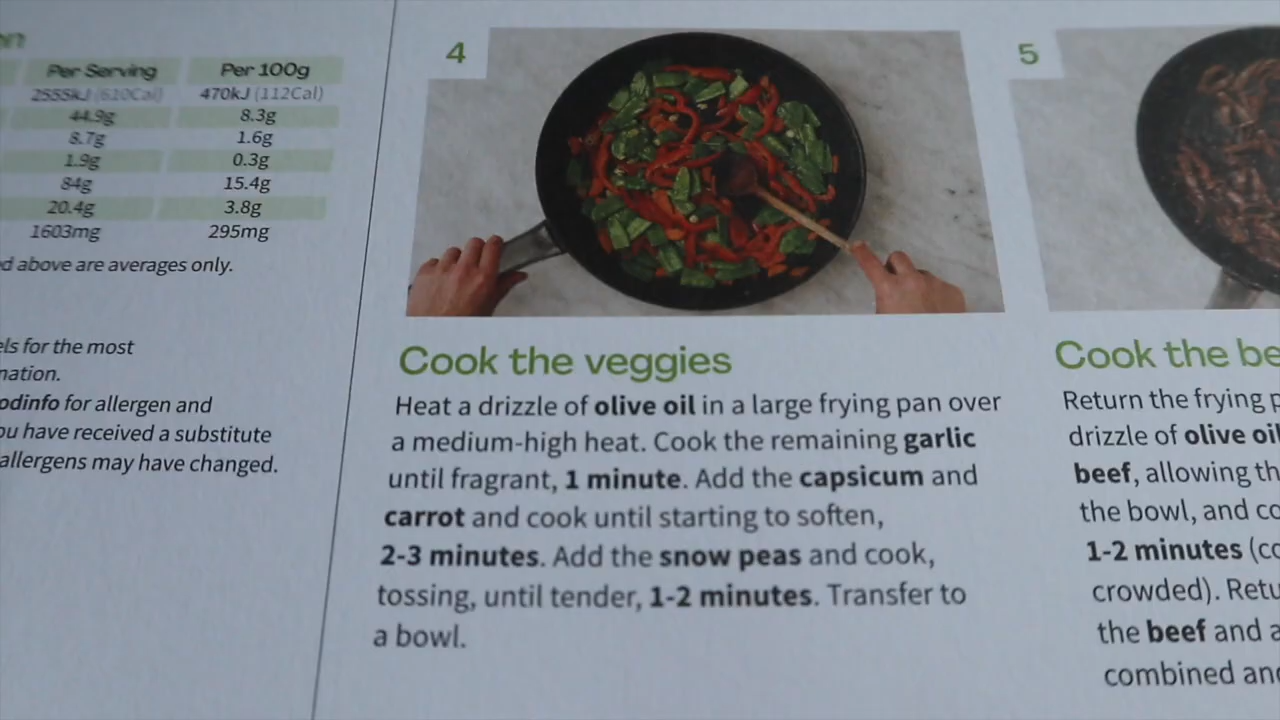 en
Per Serving Per 100g
2555kJ (610Cal) 470kJ (112Cal)
44.9g 8.3g
8.7g 1.6g
1.9g 0.3g
84g 15.4g
20.4g 3.8g
1603mg 295mg
d above are averages only.
els for the most
nation.
odinfo for allergen and
ou have received a substitute
allergens may have changed.
4
Cook the veggies
Heat a drizzle of olive oil in a large frying pan over
a medium-high heat. Cook the remaining garlic
until fragrant, 1 minute. Add the capsicum and
carrot and cook until starting to soften,
2-3 minutes. Add the snow peas and cook,
tossing, until tender, 1-2 minutes. Transfer to
a bowl.
5
Cook the be
Return the frying p
drizzle of olive oil
beef, allowing th
the bowl, and co
1-2 minutes (co
crowded). Retu
the beef and a
combined and